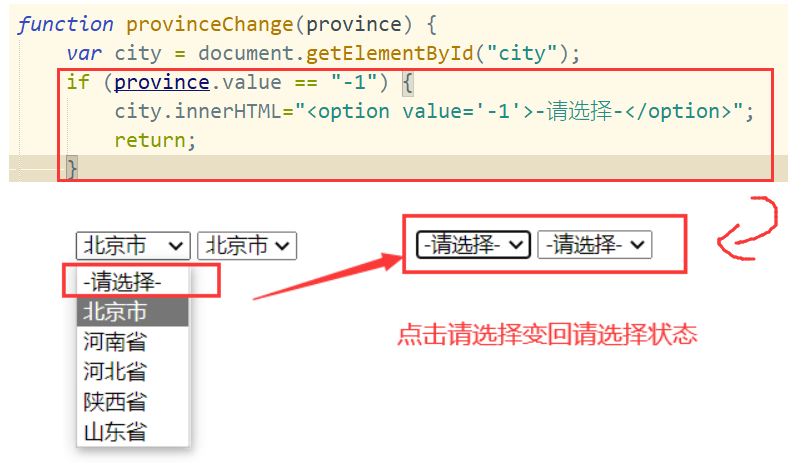 function provinceChange(province) {
var city = document.getElementById("city");
if (province.value == "-1") {
city.innerHTML="<option value='-1'>-请选择-</option>";
return;
}
北京市 北京市 -请选择- -请选择-
-请选择-
北京市
河南省
河北省
陕西省
山东省
点击请选择变回请选择状态